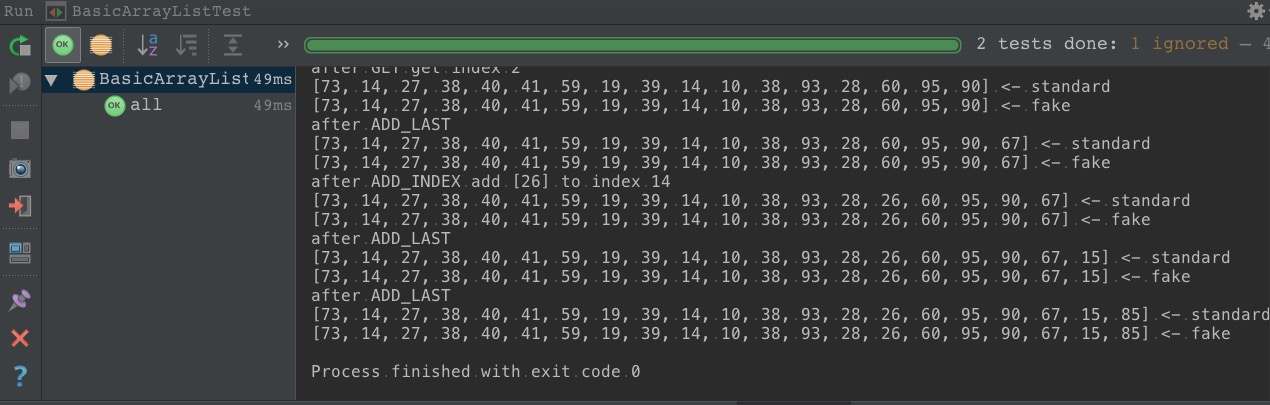 Run BasicArrayListTest
OK a z >> 2 tests done: 1 ignored – 4
BasicArrayList 49ms
OK all 49ms
after.GET.get.index.2
[73,.14,.27,.38,.40,.41,.59,.19,.39,.14,.10,.38,.93,.28,.60,.95,.90].<-.standard
[73,.14,.27,.38,.40,.41,.59,.19,.39,.14,.10,.38,.93,.28,.60,.95,.90].<-.fake
after.ADD_LAST
[73,.14,.27,.38,.40,.41,.59,.19,.39,.14,.10,.38,.93,.28,.60,.95,.90,.67].<-.standard
[73,.14,.27,.38,.40,.41,.59,.19,.39,.14,.10,.38,.93,.28,.60,.95,.90,.67].<-.fake
after.ADD_INDEX.add.[26].to.index.14
[73,.14,.27,.38,.40,.41,.59,.19,.39,.14,.10,.38,.93,.28,.26,.60,.95,.90,.67].<-.standard
[73,.14,.27,.38,.40,.41,.59,.19,.39,.14,.10,.38,.93,.28,.26,.60,.95,.90,.67].<-.fake
after.ADD_LAST
[73,.14,.27,.38,.40,.41,.59,.19,.39,.14,.10,.38,.93,.28,.26,.60,.95,.90,.67,.15].<-.standard
[73,.14,.27,.38,.40,.41,.59,.19,.39,.14,.10,.38,.93,.28,.26,.60,.95,.90,.67,.15].<-.fake
after.ADD_LAST
[73,.14,.27,.38,.40,.41,.59,.19,.39,.14,.10,.38,.93,.28,.26,.60,.95,.90,.67,.15,.85].<-.standard
[73,.14,.27,.38,.40,.41,.59,.19,.39,.14,.10,.38,.93,.28,.26,.60,.95,.90,.67,.15,.85].<-.fake
Process.finished.with.exit.code.0
?